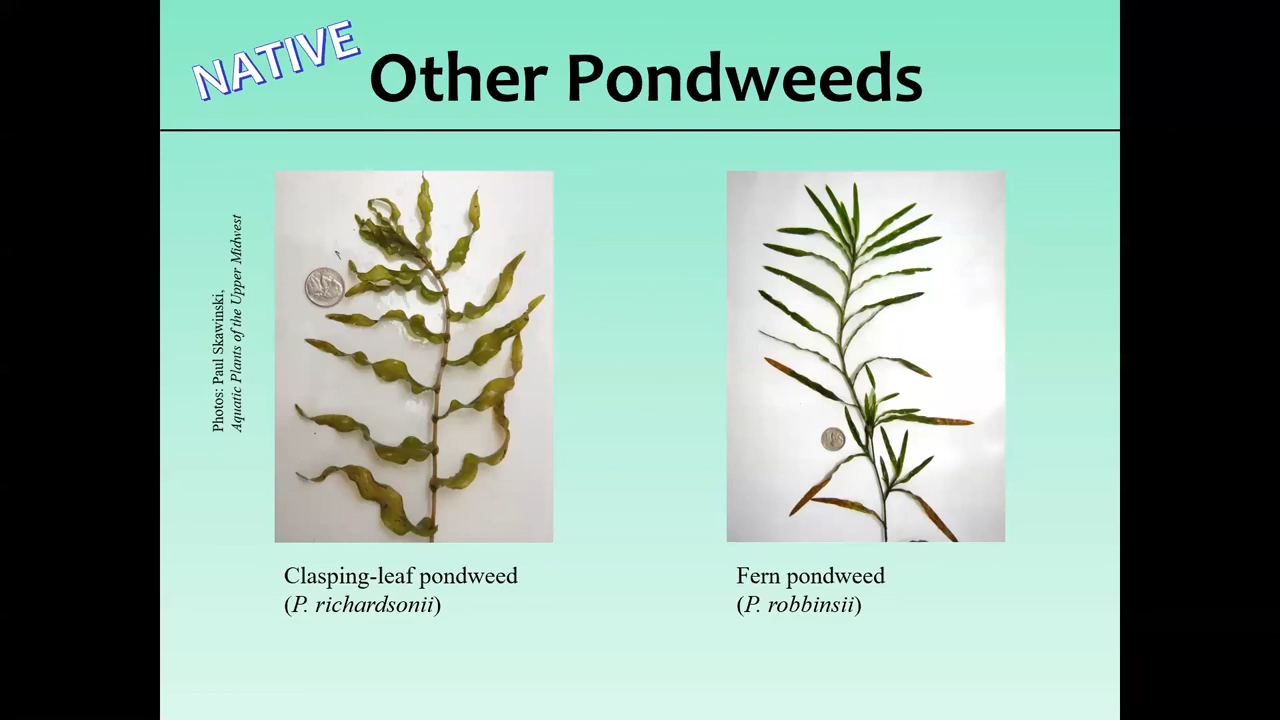 NATIVE
Other Pondweeds
Photos: Paul Skawinski,
Aquatic Plants of the Upper Midwest
Clasping-leaf pondweed
(P. richardsonii)
Fern pondweed
(P. robbinsii)